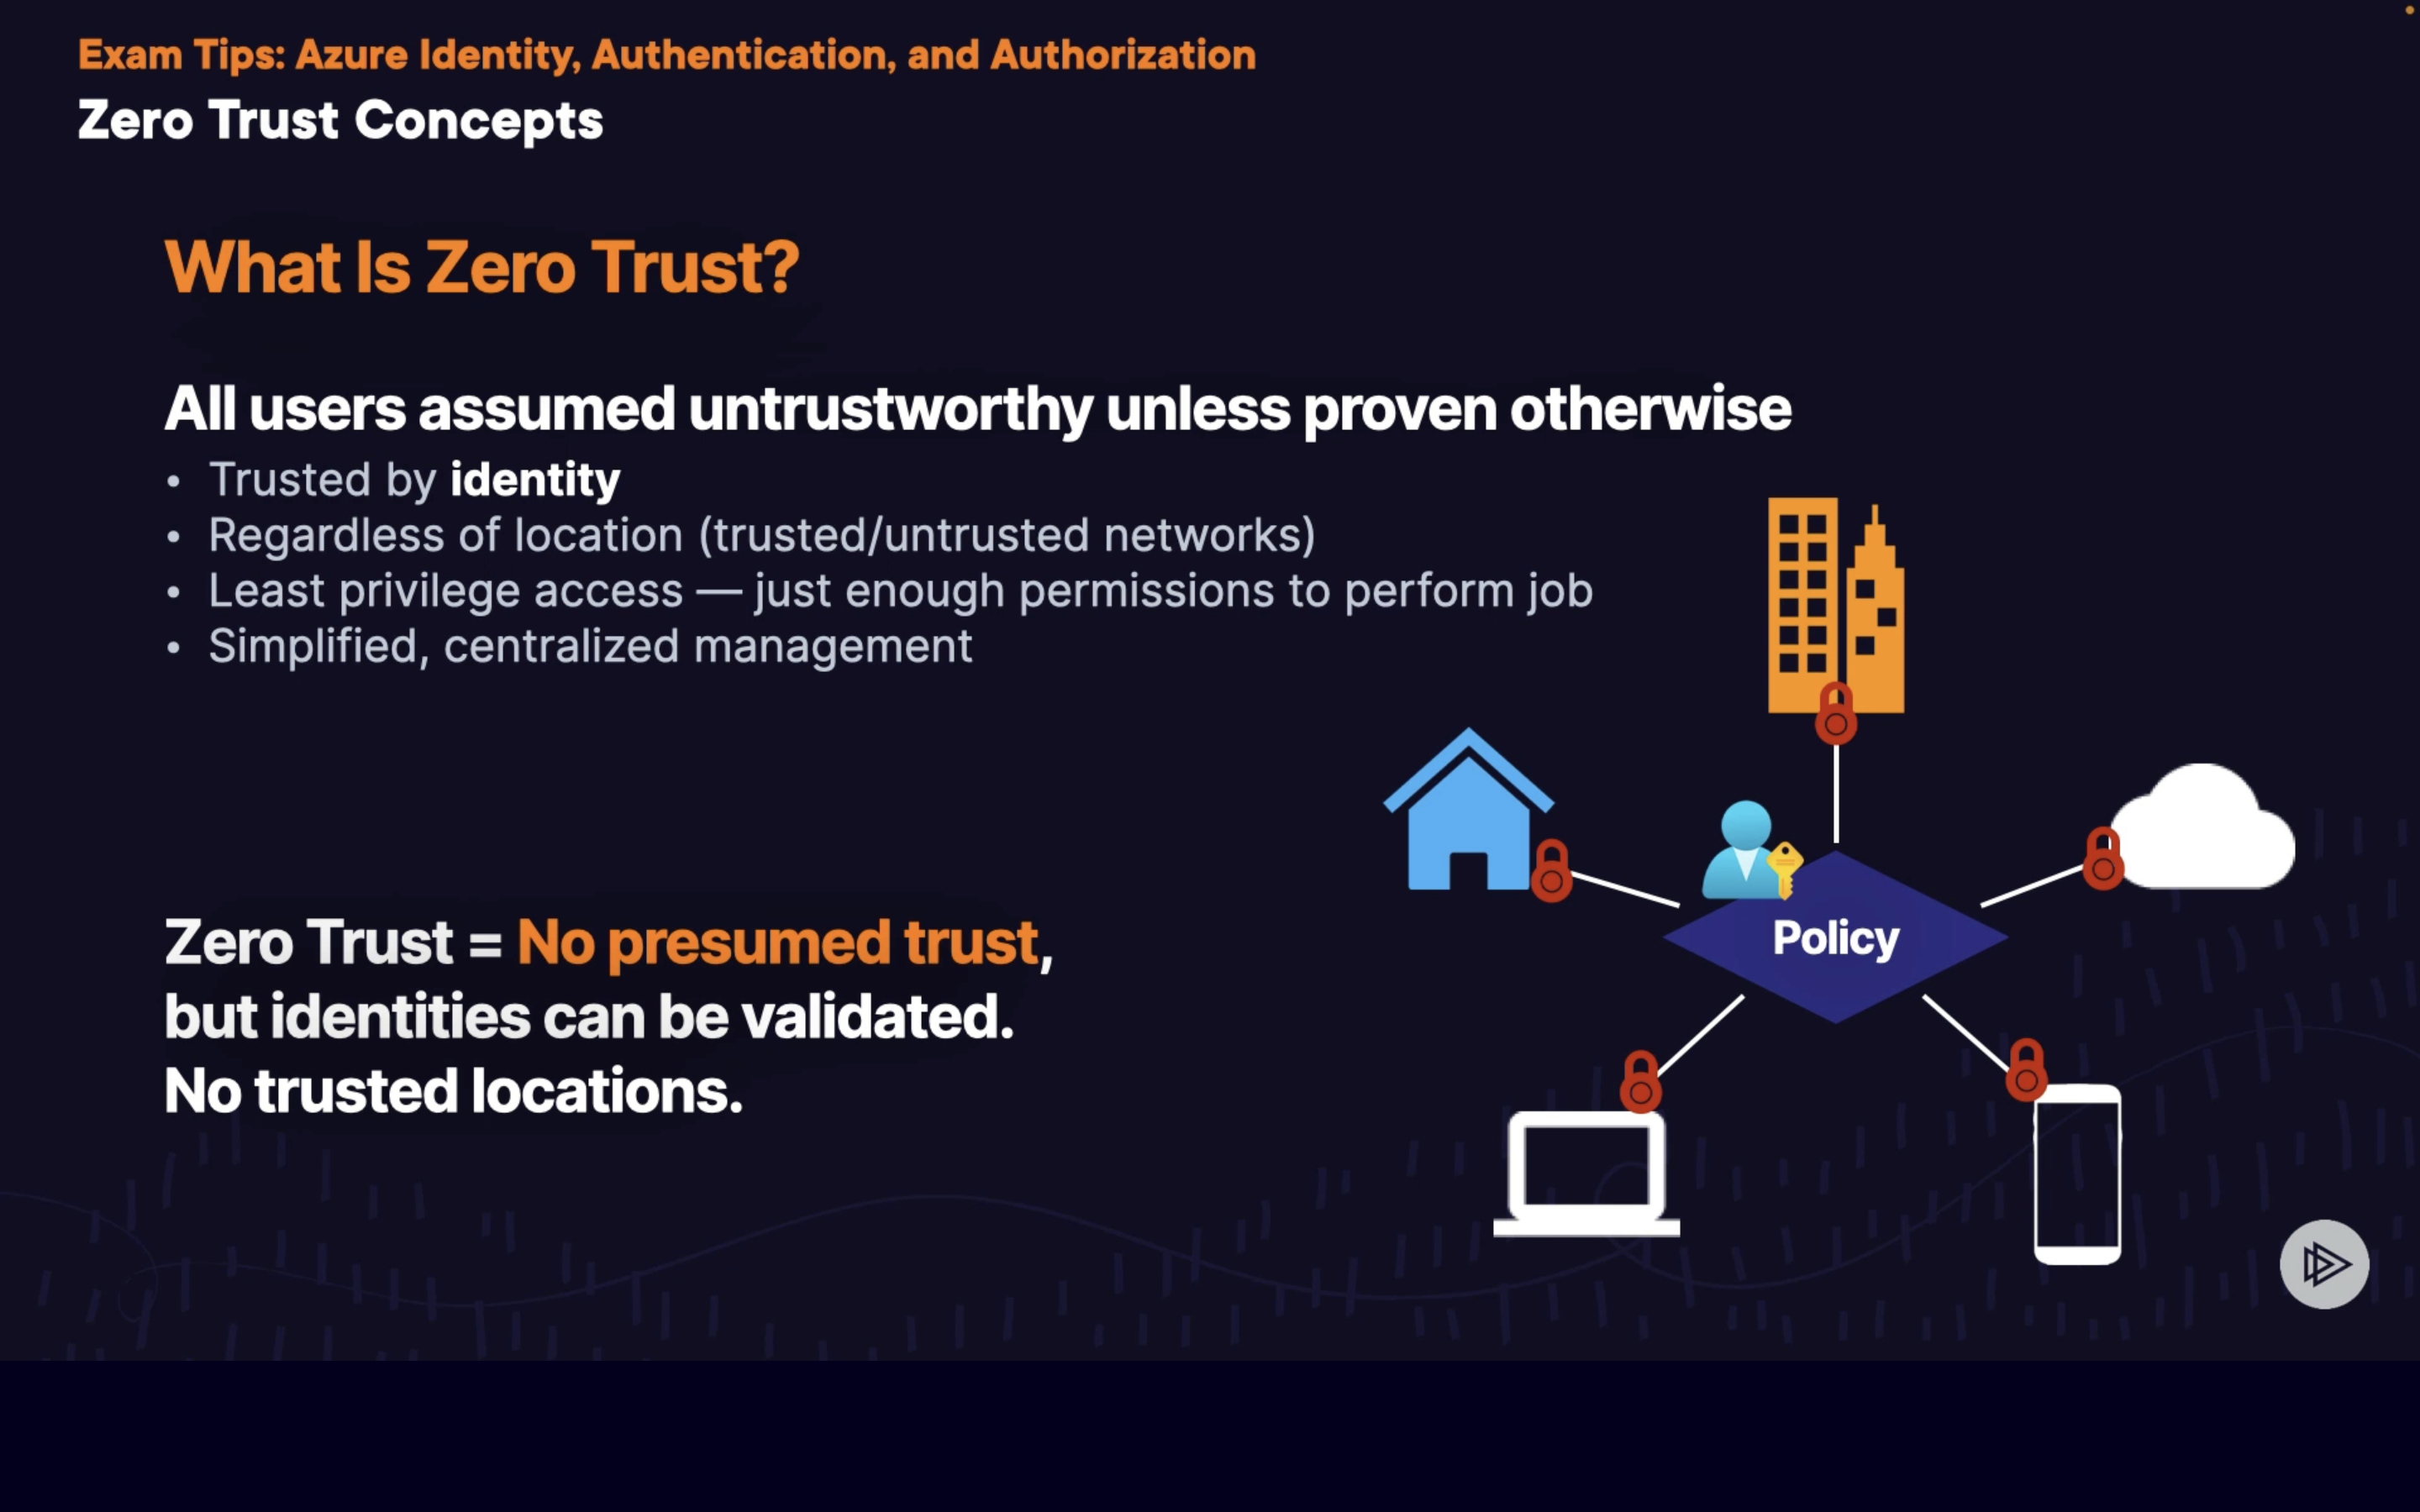 Exam Tips: Azure Identity, Authentication, and Authorization
Zero Trust Concepts
What Is Zero Trust?
All users assumed untrustworthy unless proven otherwise
• Trusted by identity
• Regardless of location (trusted/untrusted networks)
• Least privilege access — just enough permissions to perform job
• Simplified, centralized management
Zero Trust = No presumed trust,
but identities can be validated.
No trusted locations.
Policy